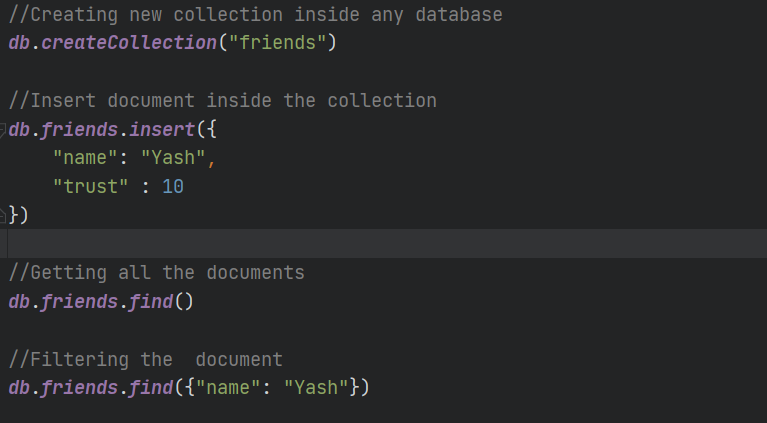 //Creating new collection inside any database
db.createCollection("friends")
//Insert document inside the collection
db.friends.insert({
    "name": "Yash",
    "trust" : 10
})
//Getting all the documents
db.friends.find()
//Filtering the  document
db.friends.find({"name": "Yash"})